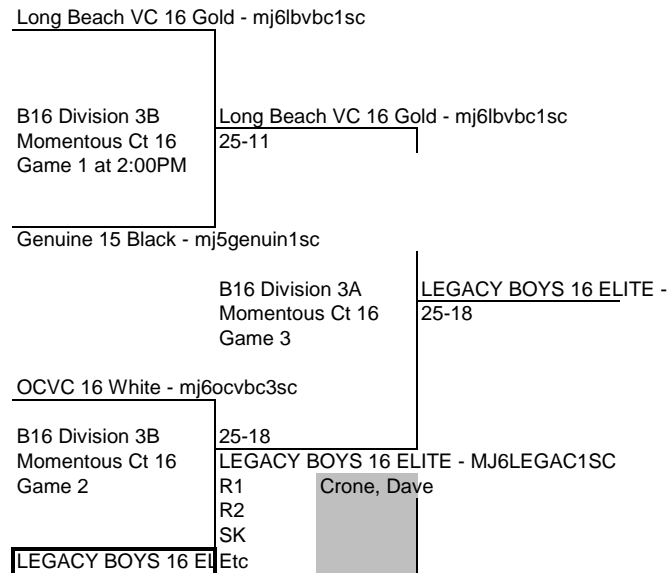 Long Beach VC 16 Gold - mj6lbvbc1sc
B16 Division 3B
Momentous Ct 16
Game 1 at 2:00PM
Long Beach VC 16 Gold - mj6lbvbc1sc
25-11
Genuine 15 Black - mj5genuin1sc
B16 Division 3A
Momentous Ct 16
Game 3
LEGACY BOYS 16 ELITE -
25-18
OCVC 16 White - mj6ocvbc3sc
B16 Division 3B
Momentous Ct 16
Game 2
25-18
LEGACY BOYS 16 ELITE - MJ6LEGAC1SC
R1 Crone, Dave
R2
SK
LEGACY BOYS 16 EL Etc